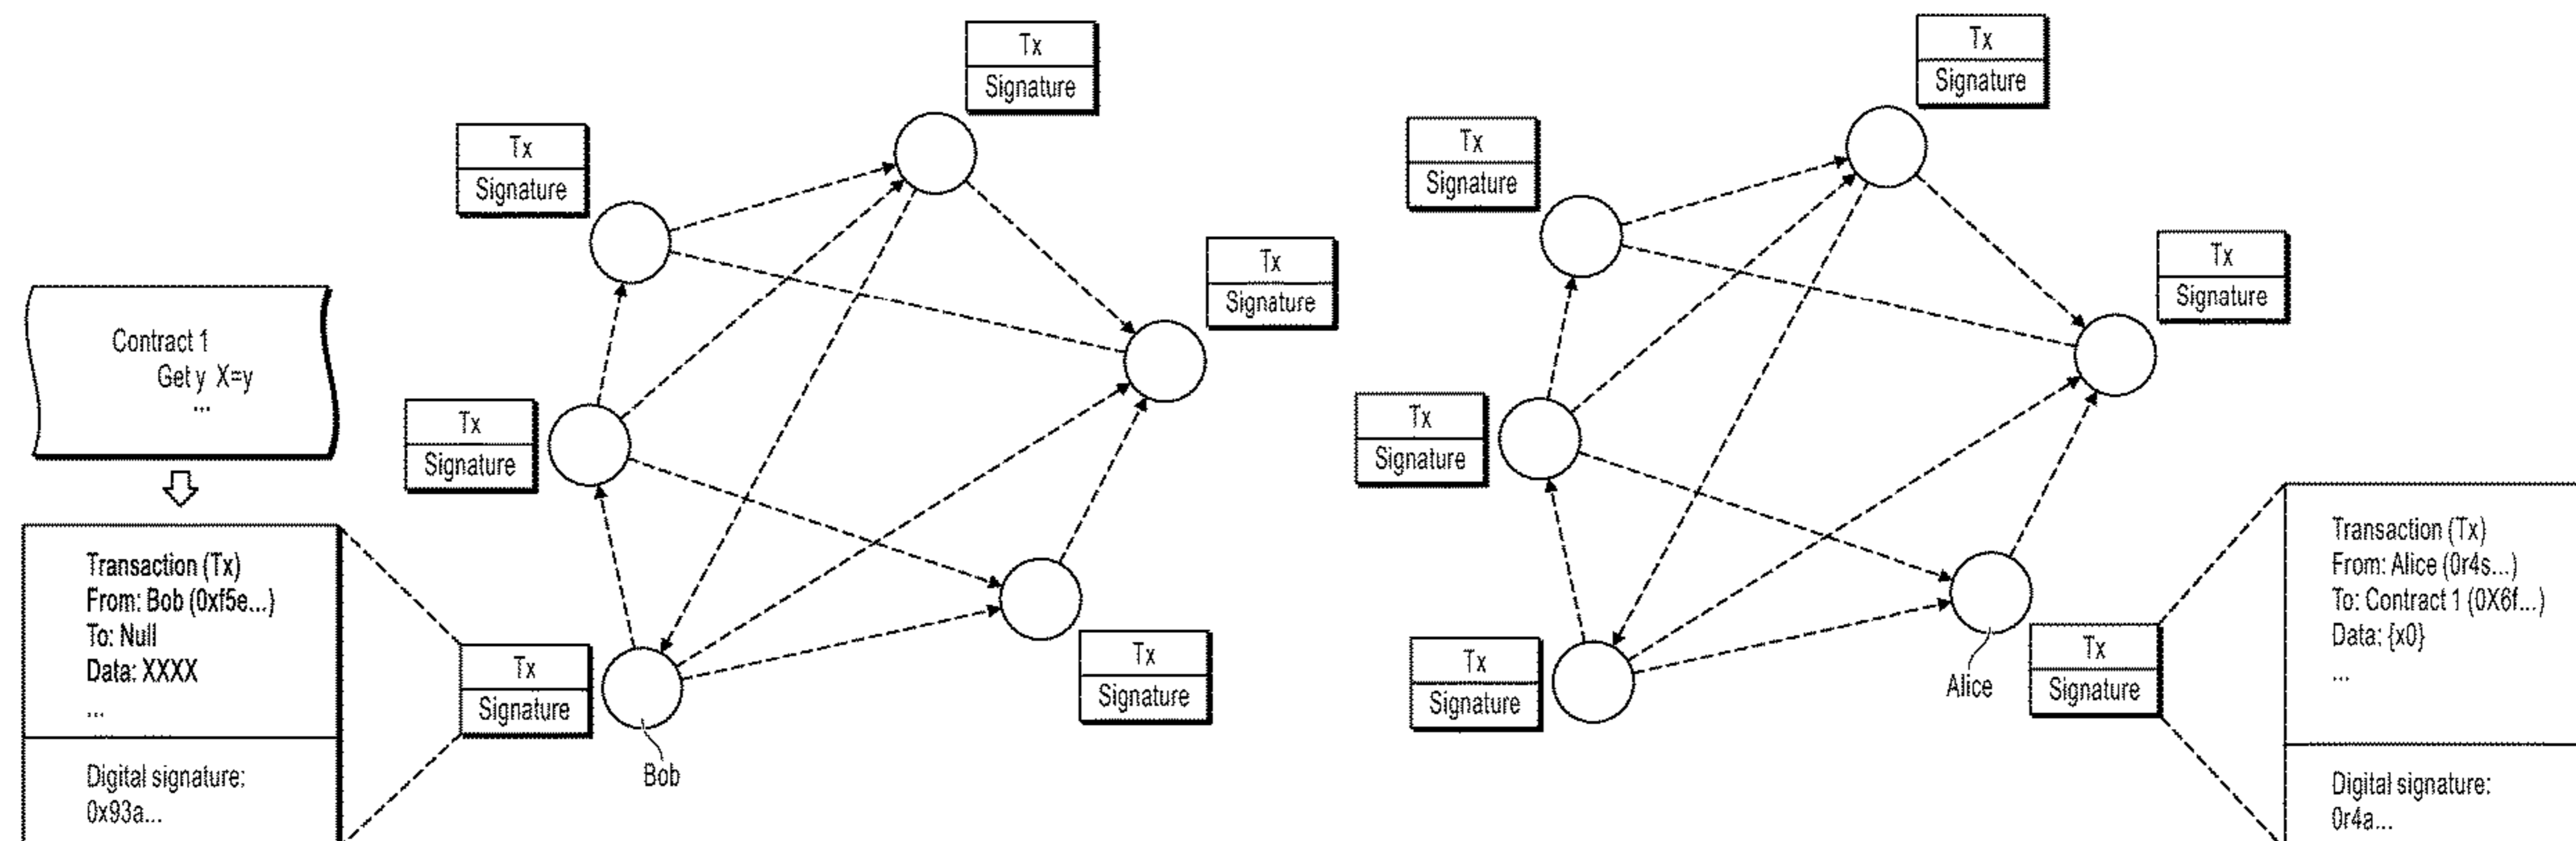 Contract 1
Get y X=y
...
Transaction (Tx)
From: Bob (0xf5e...)
To: Null
Data: XXXX
...
Digital signature:
0x93a...
Tx
Signature
Tx
Signature
Tx
Signature
Tx
Signature
Tx
Signature
Tx
Signature
Bob
Tx
Signature
Tx
Signature
Tx
Signature
Tx
Signature
Tx
Signature
Tx
Signature
Alice
Transaction (Tx)
From: Alice (0r4s...)
To: Contract 1 (0X6f...)
Data: {x0}
...
Digital signature:
0r4a...